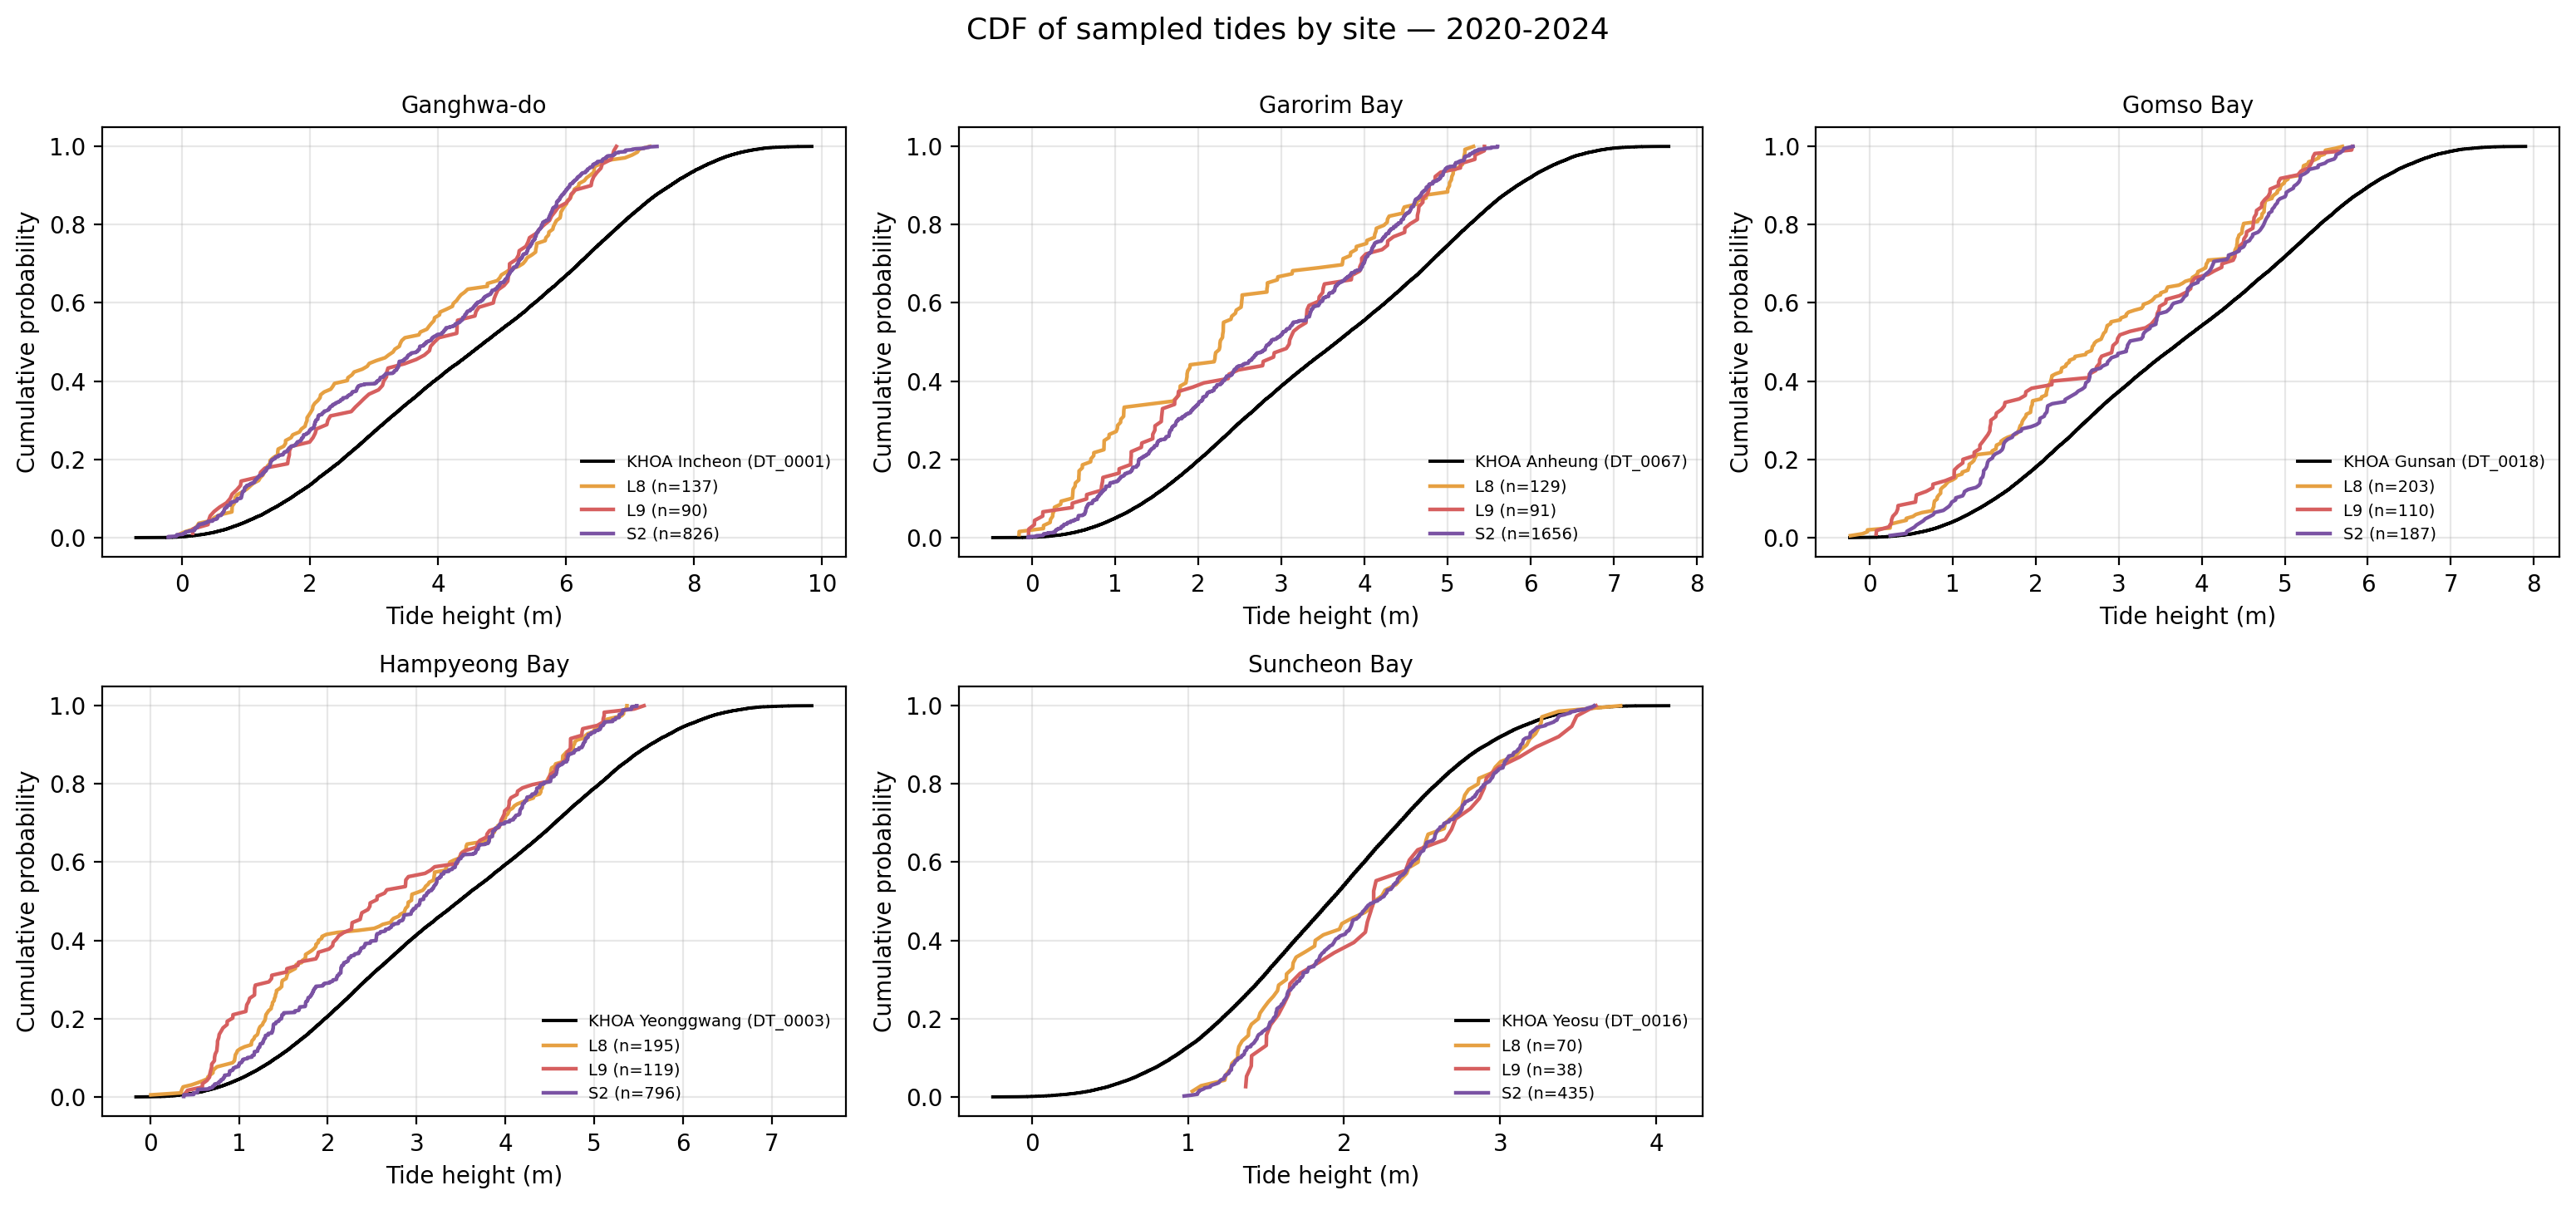 CDF of sampled tides by site — 2020-2024
Ganghwa-do
Cumulative probability
1.0
0.8
0.6
0.4
0.2
0.0
KHOA Incheon (DT_0001)
L8 (n=137)
L9 (n=90)
S2 (n=826)
0 2 4 6 8 10
Tide height (m)
Garorim Bay
Cumulative probability
1.0
0.8
0.6
0.4
0.2
0.0
KHOA Anheung (DT_0067)
L8 (n=129)
L9 (n=91)
S2 (n=1656)
0 1 2 3 4 5 6 7 8
Tide height (m)
Gomso Bay
Cumulative probability
1.0
0.8
0.6
0.4
0.2
0.0
KHOA Gunsan (DT_0018)
L8 (n=203)
L9 (n=110)
S2 (n=187)
0 1 2 3 4 5 6 7 8
Tide height (m)
Hampyeong Bay
Cumulative probability
1.0
0.8
0.6
0.4
0.2
0.0
KHOA Yeonggwang (DT_0003)
L8 (n=195)
L9 (n=119)
S2 (n=796)
0 1 2 3 4 5 6 7
Tide height (m)
Suncheon Bay
Cumulative probability
1.0
0.8
0.6
0.4
0.2
0.0
KHOA Yeosu (DT_0016)
L8 (n=70)
L9 (n=38)
S2 (n=435)
0 1 2 3 4
Tide height (m)